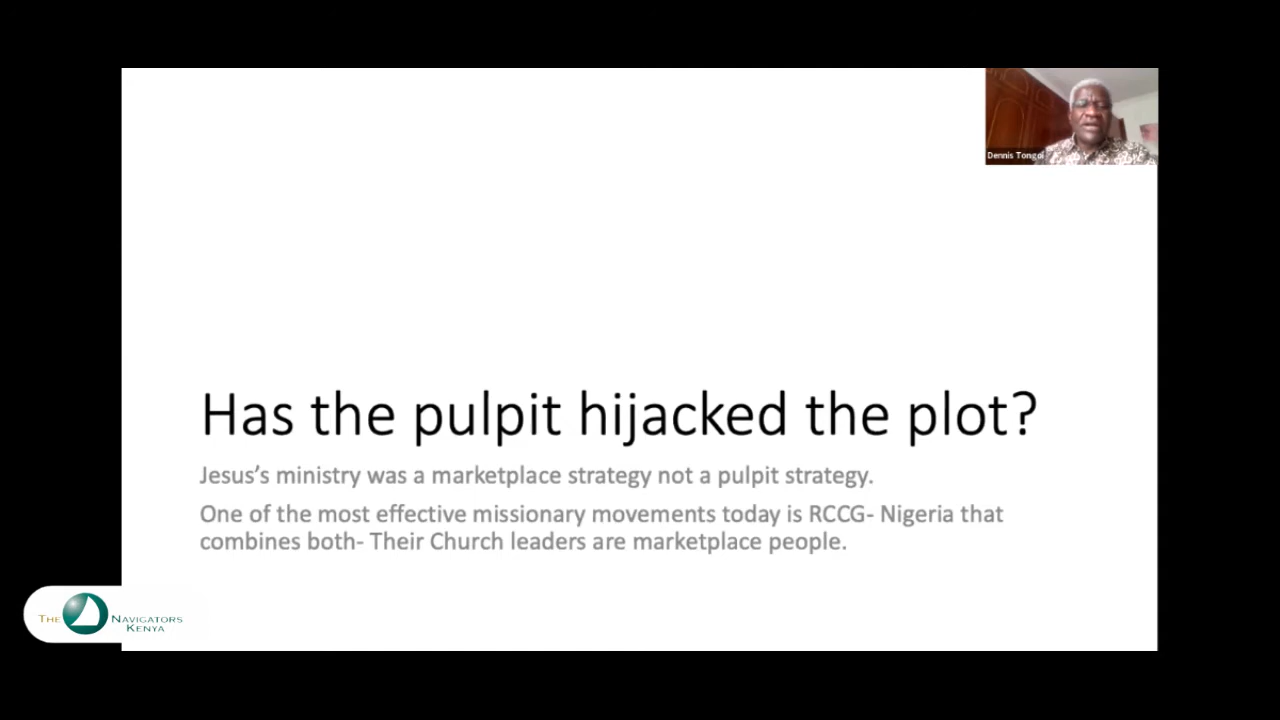 Dennis Tongoi
Has the pulpit hijacked the plot?
Jesus’s ministry was a marketplace strategy not a pulpit strategy.
One of the most effective missionary movements today is RCCG- Nigeria that
combines both- Their Church leaders are marketplace people.
THE NAVIGATORS
KENYA